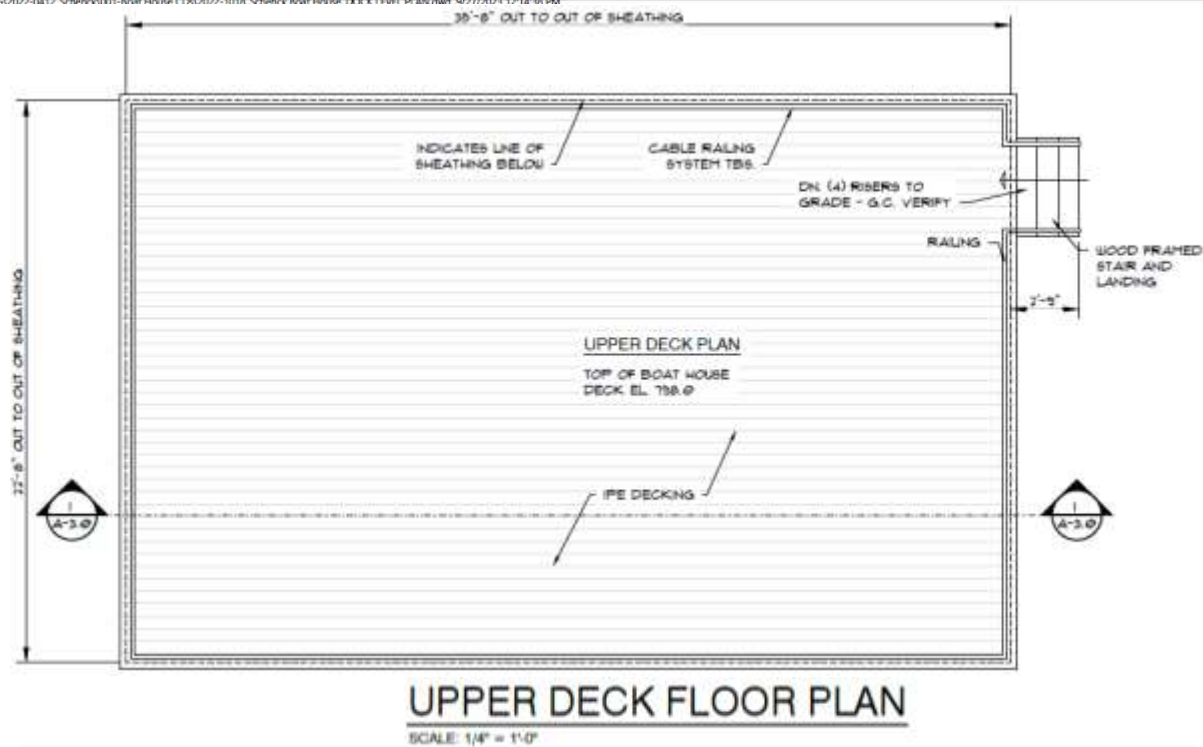 35'-8" OUT TO OUT OF SHEATHING
INDICATES LINE OF
SHEATHING BELOW
CABLE RAILING
SYSTEM TBS.
DN. (4) RISERS TO
GRADE - G.C. VERIFY
RAILING
WOOD FRAMED
STAIR AND
LANDING
2'-9"
22'-8" OUT TO OUT OF SHEATHING
UPPER DECK PLAN
TOP OF BOAT HOUSE
DECK EL.
IPE DECKING
1
A-3.0
1
A-3.0
UPPER DECK FLOOR PLAN
SCALE: 1/4" = 1'-0"